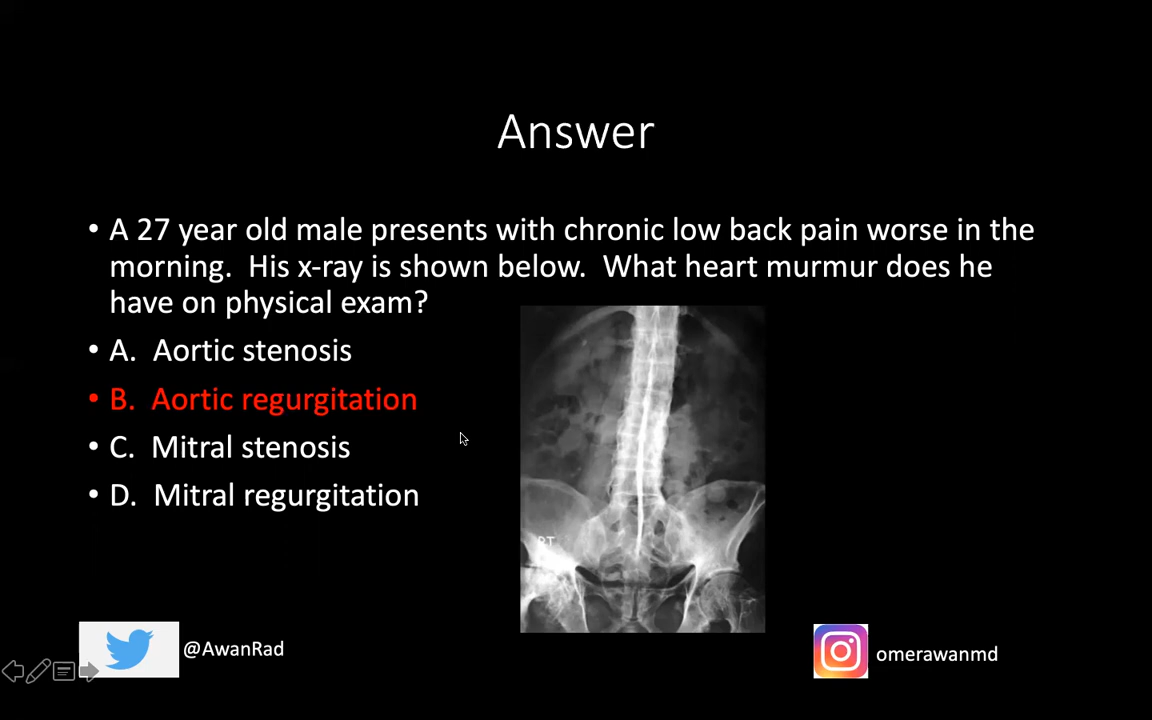 Answer
• A 27 year old male presents with chronic low back pain worse in the
morning.  His x-ray is shown below.  What heart murmur does he
have on physical exam?
• A.  Aortic stenosis
• B.  Aortic regurgitation
• C.  Mitral stenosis
• D.  Mitral regurgitation
RT
@AwanRad
omerawanmd